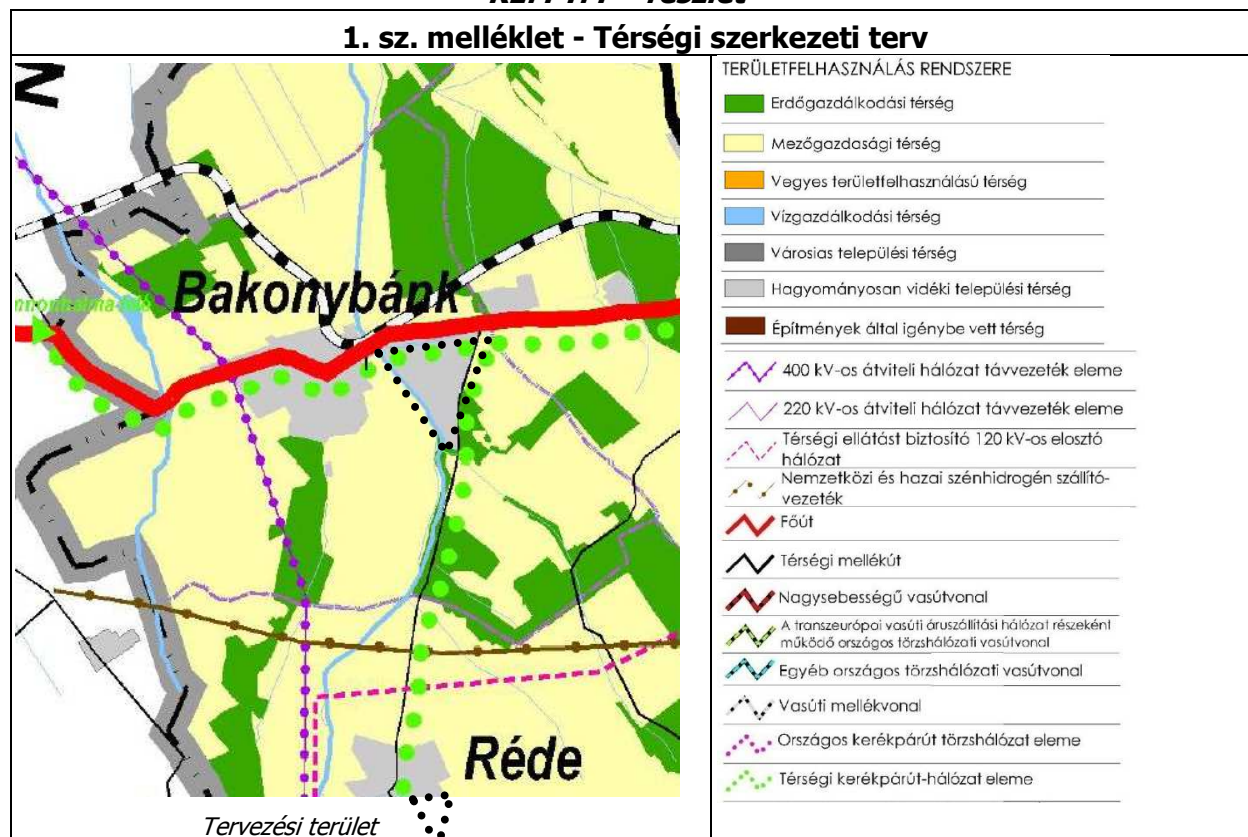 1. sz. melléklet - Térségi szerkezeti terv
Bakonybánk
Réde
Tervezési terület
TERÜLETFELHASZNÁLÁS RENDSZERE
Erdőgazdálkodási térség
Mezőgazdasági térség
Vegyes területfelhasználású térség
Vízgazdálkodási térség
Városias települési térség
Hagyományosan vidéki települési térség
Építmények által igénybe vett térség
400 kV-os átviteli hálózat távvezeték eleme
220 kV-os átviteli hálózat távvezeték eleme
Térségi ellátást biztosító 120 kV-os elosztó
hálózat
Nemzetközi és hazai szénhidrogén szállító-
vezeték
Főút
Térségi mellékút
Nagysebességű vasútvonal
A transzeurópai vasúti áruszállítási hálózat részeként
működő országos törzshálózati vasútvonal
Egyéb országos törzshálózati vasútvonal
Vasúti mellékvonal
Országos kerékpárút törzshálózat eleme
Térségi kerékpárút-hálózat eleme